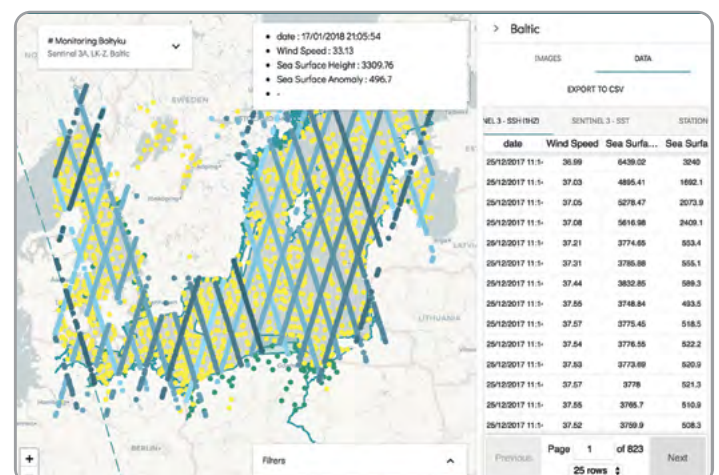 # Monitoring Bałtyku
Sentinel 3A, LK-Z, Baltic
date : 17/01/2018 21:05:54
Wind Speed : 33.13
Sea Surface Height : 3309.76
Sea Surface Anomaly : 496.7
-
SWEDEN
LITHUANIA
BERLIN
Filters
+
> Baltic
IMAGES DATA
EXPORT TO CSV
NEL 3 - SSH (1HZ) SENTINEL 3 - SST STATION
date Wind Speed Sea Surfa... Sea Surfa
25/12/2017 11:1 36.99 6439.02 3240
25/12/2017 11:1 37.03 4895.41 1692.1
25/12/2017 11:1 37.05 5278.47 2073.9
25/12/2017 11:1 37.08 5616.98 2409.1
25/12/2017 11:1 37.21 3774.65 553.4
25/12/2017 11:1 37.31 3785.88 555.1
25/12/2017 11:1 37.44 3832.85 589.3
25/12/2017 11:1 37.55 3748.84 493.5
25/12/2017 11:1 37.57 3775.45 518.5
25/12/2017 11:1 37.54 3776.55 522.2
25/12/2017 11:1 37.53 3773.69 520.9
25/12/2017 11:1 37.57 3778 521.3
25/12/2017 11:1 37.55 3765.7 510.9
25/12/2017 11:1 37.52 3759.9 508.3
Previous Page 1 of 823 Next
25 rows